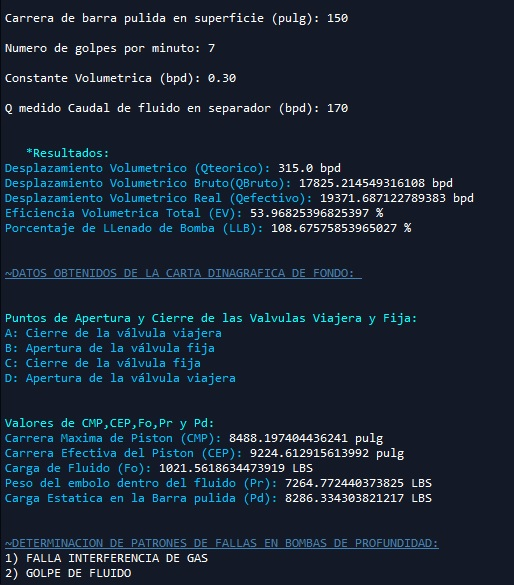 Carrera de barra pulida en superficie (pulg): 150
Numero de golpes por minuto: 7
Constante Volumetrica (bpd): 0.30
Q medido Caudal de fluido en separador (bpd): 170
*Resultados:
Desplazamiento Volumetrico (Qteorico): 315.0 bpd
Desplazamiento Volumetrico Bruto(QBruto): 17825.214549316108 bpd
Desplazamiento Volumetrico Real (Qefectivo): 19371.687122789383 bpd
Eficiencia Volumetrica Total (EV): 53.96825396825397 %
Porcentaje de LLenado de Bomba (LLB): 108.67575853965027 %
~DATOS OBTENIDOS DE LA CARTA DINAGRAFICA DE FONDO:
Puntos de Apertura y Cierre de las Valvulas Viajera y Fija:
A: Cierre de la válvula viajera
B: Apertura de la válvula fija
C: Cierre de la válvula fija
D: Apertura de la válvula viajera
Valores de CMP,CEP,Fo,Pr y Pd:
Carrera Maxima de Piston (CMP): 8488.197404436241 pulg
Carrera Efectiva del Piston (CEP): 9224.612915613992 pulg
Carga de Fluido (Fo): 1021.5618634473919 LBS
Peso del embolo dentro del fluido (Pr): 7264.772440373825 LBS
Carga Estatica en la Barra pulida (Pd): 8286.334303821217 LBS
~DETERMINACION DE PATRONES DE FALLAS EN BOMBAS DE PROFUNDIDAD:
1) FALLA INTERFERENCIA DE GAS
2) GOLPE DE FLUIDO